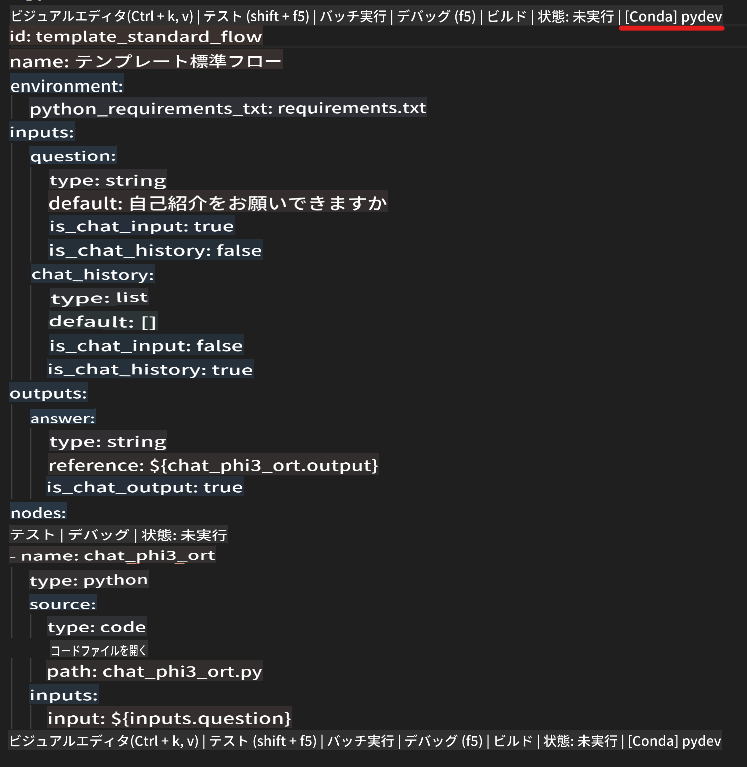 ビジュアルエディタ(Ctrl + k, v) | テスト (shift + f5) | バッチ実行 | デバッグ (f5) | ビルド | 状態: 未実行 | [Conda] pydev
id: template_standard_flow
name: テンプレート標準フロー
environment:
python_requirements_txt: requirements.txt
inputs:
question:
type: string
default: 自己紹介をお願いできますか
is_chat_input: true
is_chat_history: false
chat_history:
type: list
default: []
is_chat_input: false
is_chat_history: true
outputs:
answer:
type: string
reference: ${chat_phi3_ort.output}
is_chat_output: true
nodes:
テスト | デバッグ | 状態: 未実行
- name: chat_phi3_ort
type: python
source:
type: code
コードファイルを開く
path: chat_phi3_ort.py
inputs:
input: ${inputs.question}
ビジュアルエディタ(Ctrl + k, v) | テスト (shift + f5) | バッチ実行 | デバッグ (f5) | ビルド | 状態: 未実行 | [Conda] pydev